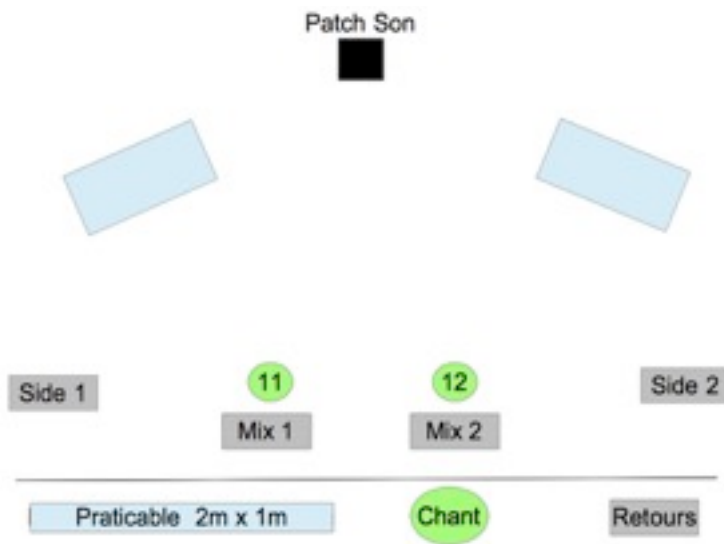 Patch Son
11
12
Side 1
Side 2
Mix 1
Mix 2
Praticable 2m x 1m
Chant
Retours